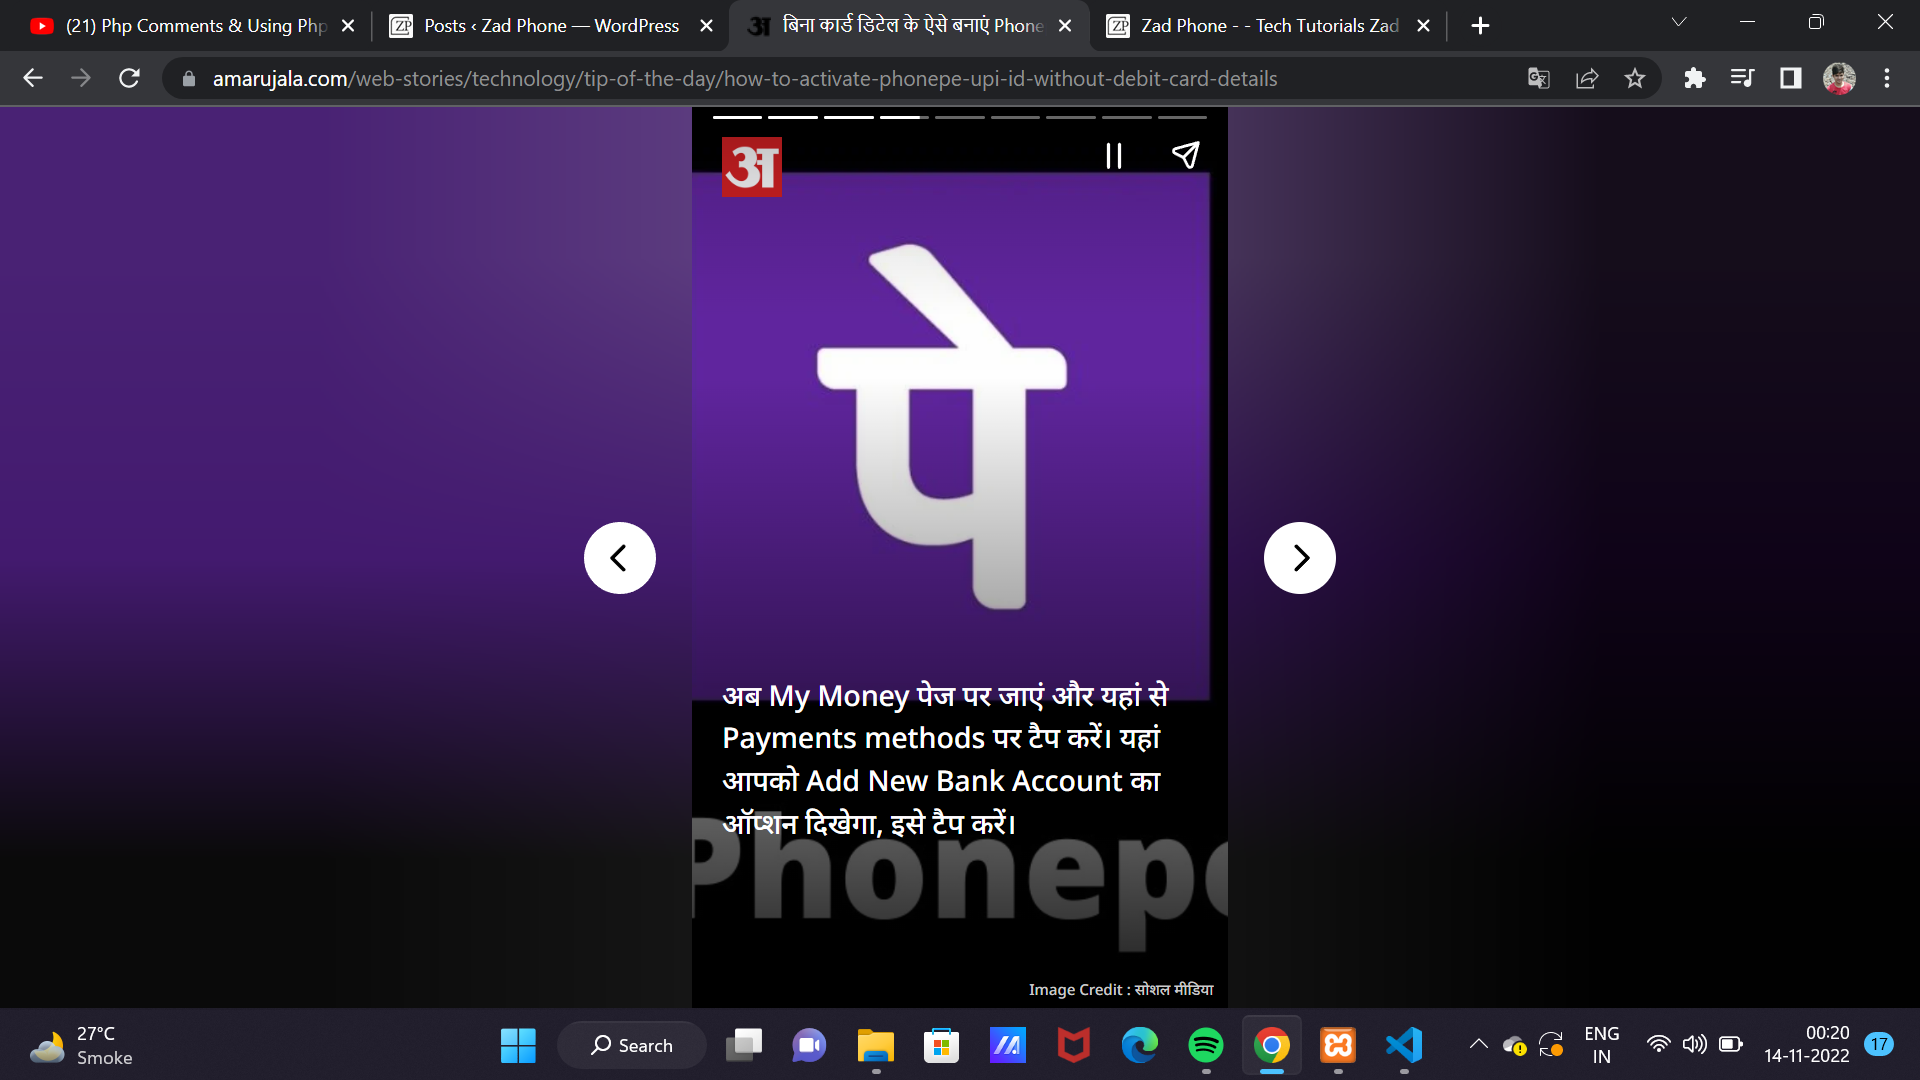 (21) Php Comments & Using Php
Posts ‹ Zad Phone — WordPress
बिना कार्ड डिटेल के ऐसे बनाएं Phone
Zad Phone - - Tech Tutorials Zad
amarujala.com/web-stories/technology/tip-of-the-day/how-to-activate-phonepe-upi-id-without-debit-card-details
अ
पे
अब My Money पेज पर जाएं और यहां से
Payments methods पर टैप करें। यहां
आपको Add New Bank Account का
ऑप्शन दिखेगा, इसे टैप करें।
Phonepe
Image Credit : सोशल मीडिया
27°C
Smoke
Search
ENG
IN
00:20
14-11-2022
17